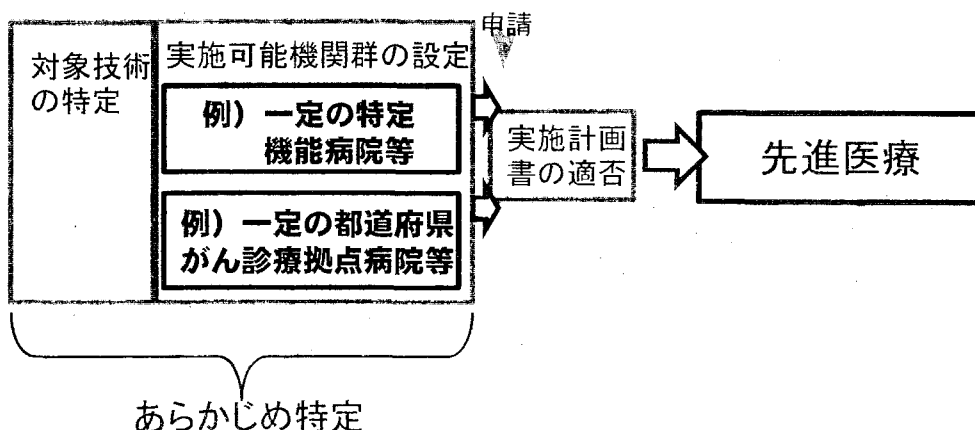 対象技術
の特定
実施可能機関群の設定
例）一定の特定
機能病院等
例）一定の都道府県
がん診療拠点病院等
申請
実施計画
書の適否
先進医療
あらかじめ特定